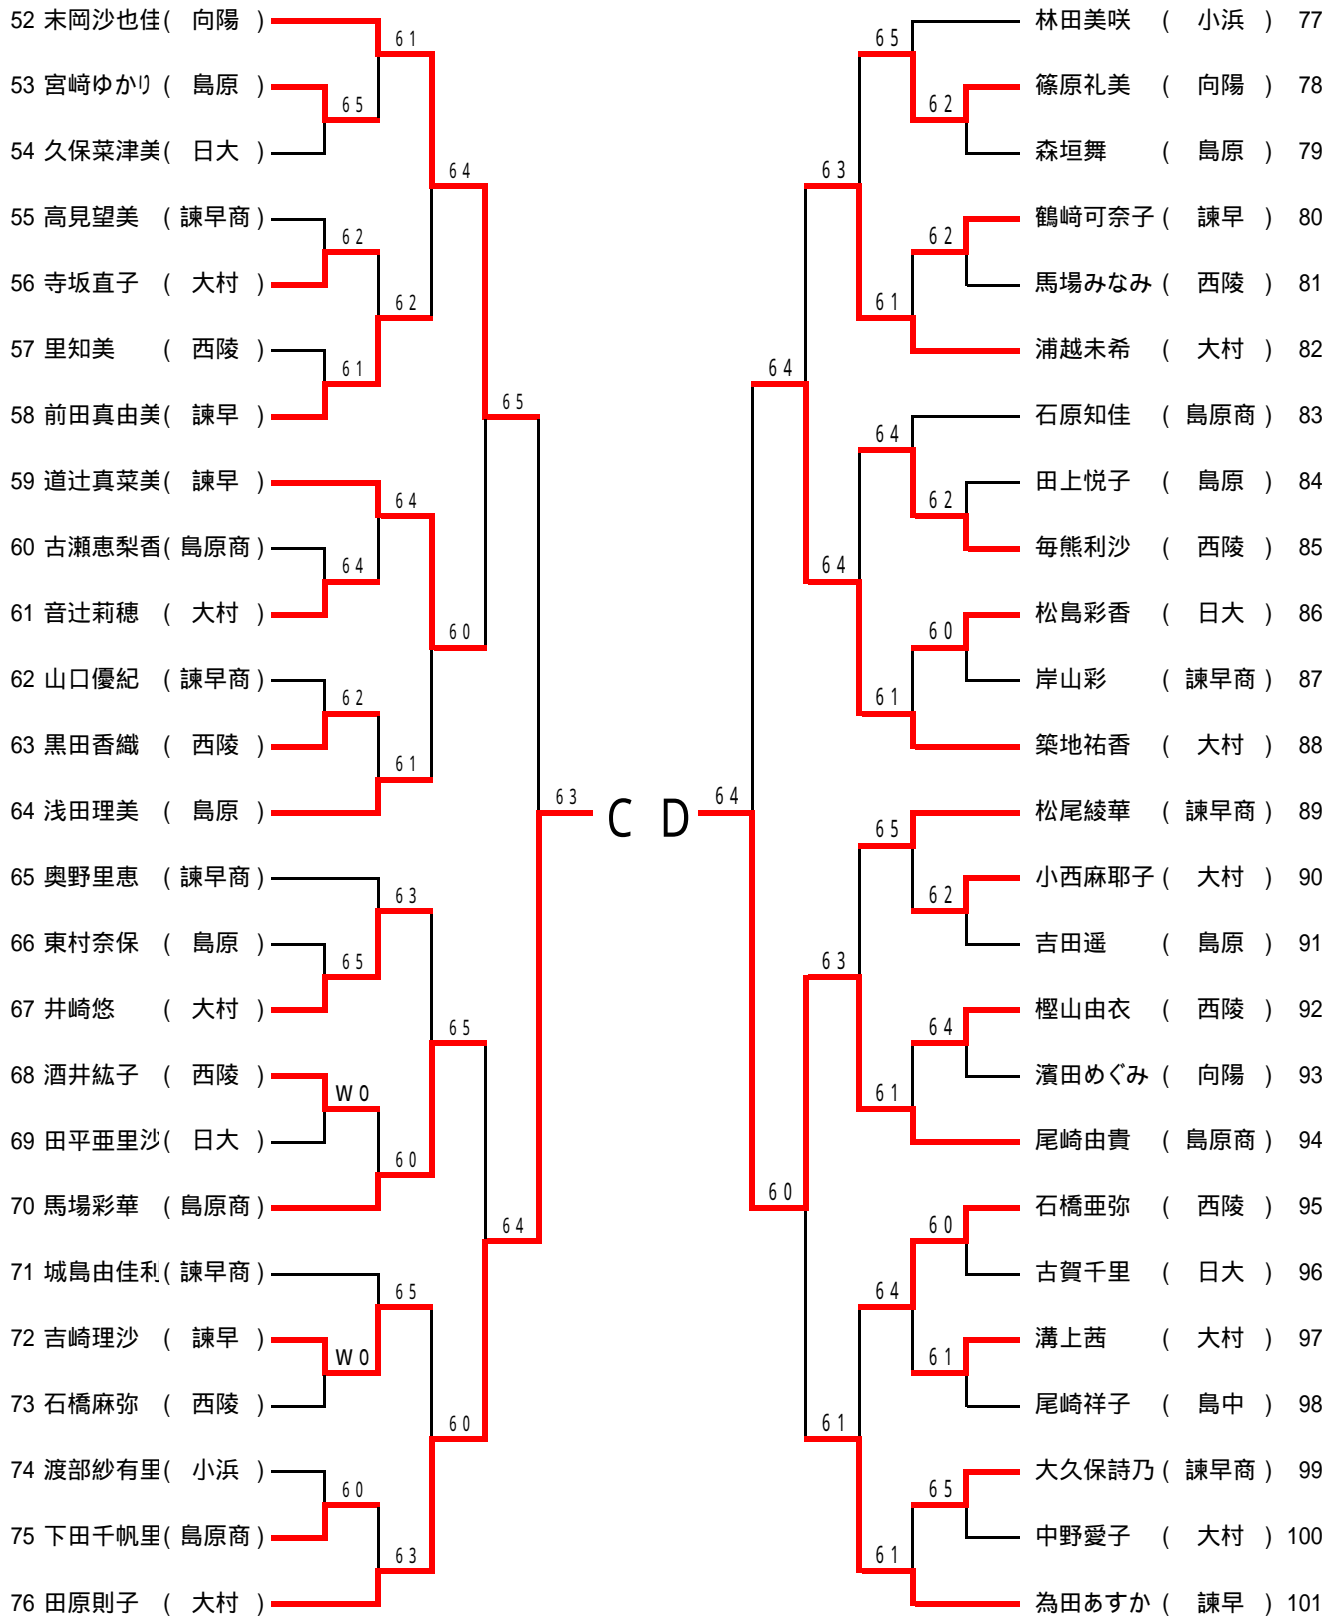 52 末岡沙也佳( 向陽 )
61
53 宮﨑ゆかり( 島原 )
65
54 久保菜津美( 日大 )
64
55 高見望美 ( 諫早商 )
62
56 寺坂直子 ( 大村 )
62
57 里知美 ( 西陵 )
61
58 前田真由美( 諫早 )
65
59 道辻真菜美( 諫早 )
64
60 古瀬恵梨香( 島原商 )
64
61 音辻莉穂 ( 大村 )
60
62 山口優紀 ( 諫早商 )
62
63 黒田香織 ( 西陵 )
61
64 浅田理美 ( 島原 )
63
C
65 奥野里恵 ( 諫早商 )
63
66 東村奈保 ( 島原 )
65
67 井崎悠 ( 大村 )
65
68 酒井紘子 ( 西陵 )
W0
69 田平亜里沙( 日大 )
60
70 馬場彩華 ( 島原商 )
64
71 城島由佳利( 諫早商 )
65
72 吉崎理沙 ( 諫早 )
W0
73 石橋麻弥 ( 西陵 )
60
74 渡部紗有里( 小浜 )
60
75 下田千帆里( 島原商 )
63
76 田原則子 ( 大村 )
林田美咲 ( 小浜 ) 77
65
篠原礼美 ( 向陽 ) 78
62
森垣舞 ( 島原 ) 79
63
鶴﨑可奈子 ( 諫早 ) 80
62
馬場みなみ ( 西陵 ) 81
61
浦越未希 ( 大村 ) 82
64
石原知佳 ( 島原商 ) 83
64
田上悦子 ( 島原 ) 84
62
毎熊利沙 ( 西陵 ) 85
64
松島彩香 ( 日大 ) 86
60
岸山彩 ( 諫早商 ) 87
61
築地祐香 ( 大村 ) 88
D
64
松尾綾華 ( 諫早商 ) 89
65
小西麻耶子 ( 大村 ) 90
62
吉田遥 ( 島原 ) 91
63
樫山由衣 ( 西陵 ) 92
64
濱田めぐみ ( 向陽 ) 93
61
尾崎由貴 ( 島原商 ) 94
60
石橋亜弥 ( 西陵 ) 95
60
古賀千里 ( 日大 ) 96
64
溝上茜 ( 大村 ) 97
61
尾崎祥子 ( 島中 ) 98
61
大久保詩乃 ( 諫早商 ) 99
65
中野愛子 ( 大村 ) 100
61
為田あすか ( 諫早 ) 101